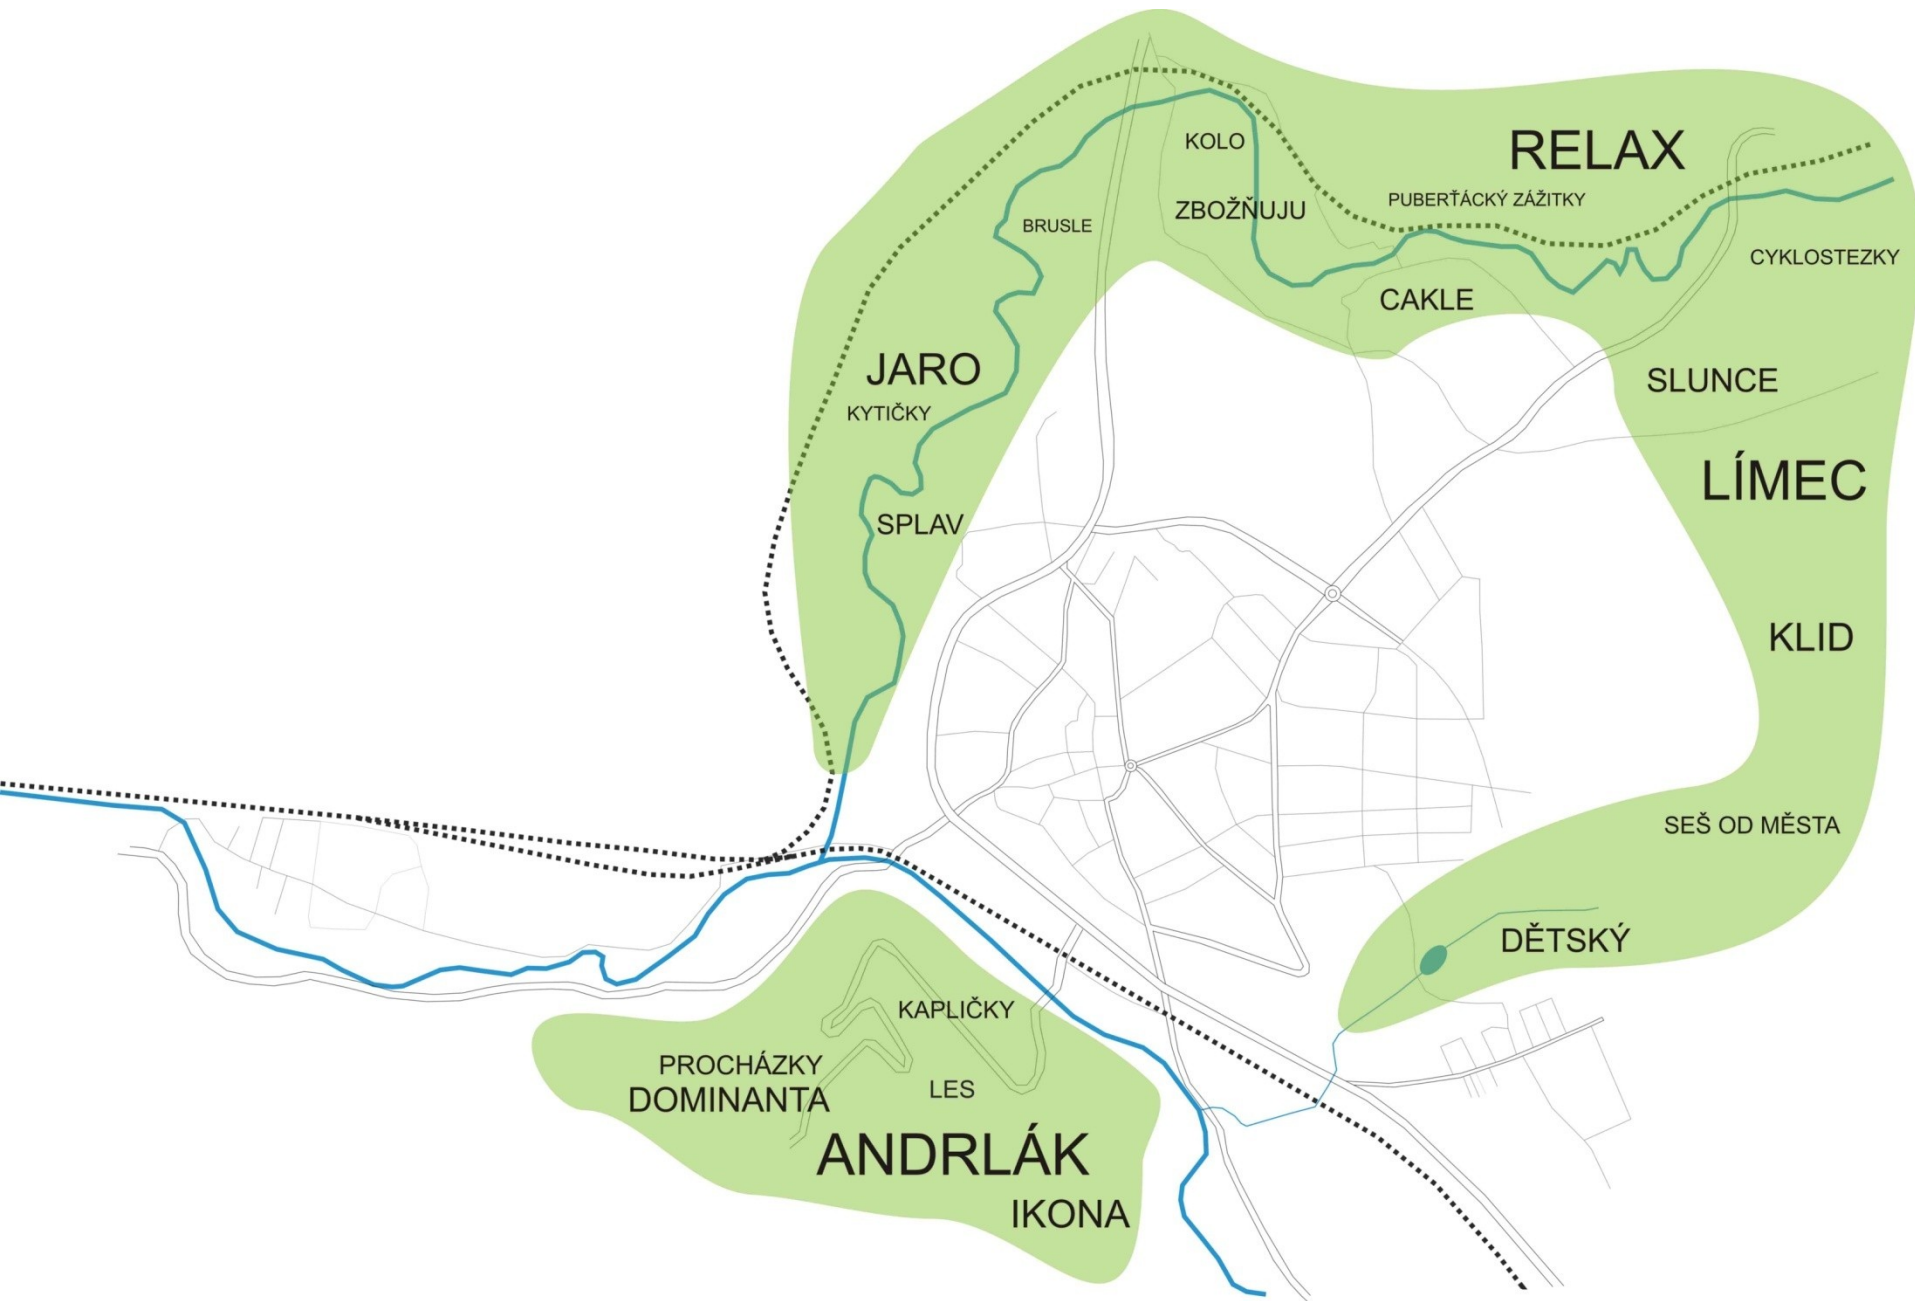 RELAX
KOLO
PUBERŤÁCKÝ ZÁŽITKY
ZBOŽŇUJU
BRUSLE
CYKLOSTEZKY
CAKLE
JARO
SLUNCE
KYTIČKY
LÍMEC
SPLAV
KLID
SEŠ OD MĚSTA
DĚTSKÝ
KAPLIČKY
PROCHÁZKY
DOMINANTA
LES
ANDRLÁK
IKONA